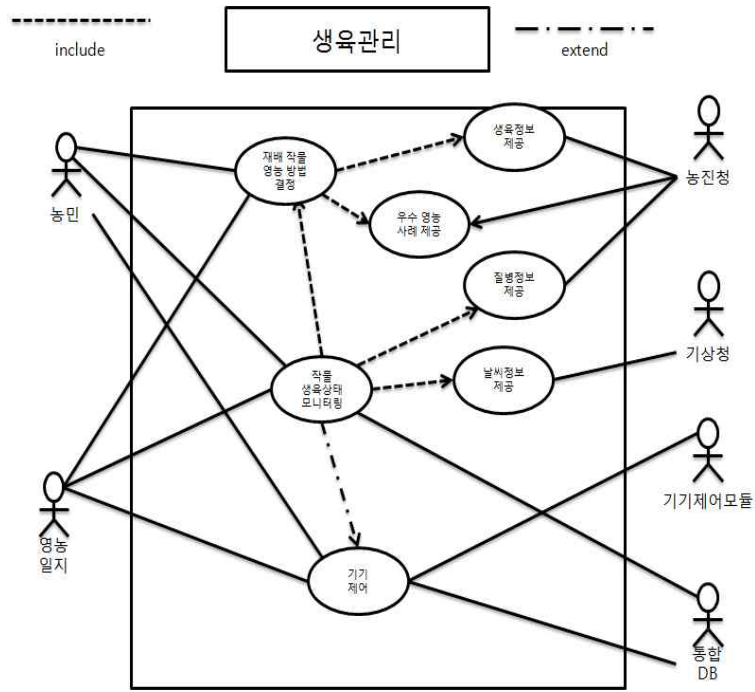 include
생육관리
extend
재배 작물
영농 방법
결정
생육정보
제공
농민
우수 영농
사례 제공
농진청
질병정보
제공
작물
생육상태
모니터링
날씨정보
제공
기상청
영농
일지
기기제어모듈
기기
제어
통합
DB